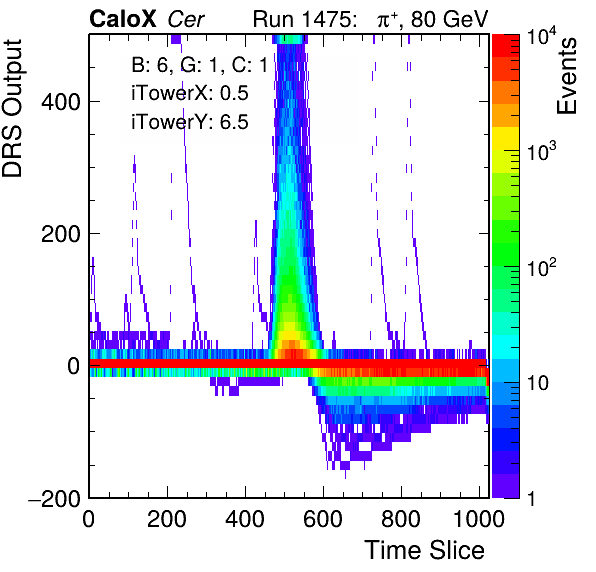 CaloX Cer Run 1475: π⁺, 80 GeV
B: 6, G: 1, C: 1
iTowerX: 0.5
iTowerY: 6.5
DRS Output
400
200
0
−200
0 200 400 600 800 1000
Time Slice
Events
10⁴
10³
10²
10
1